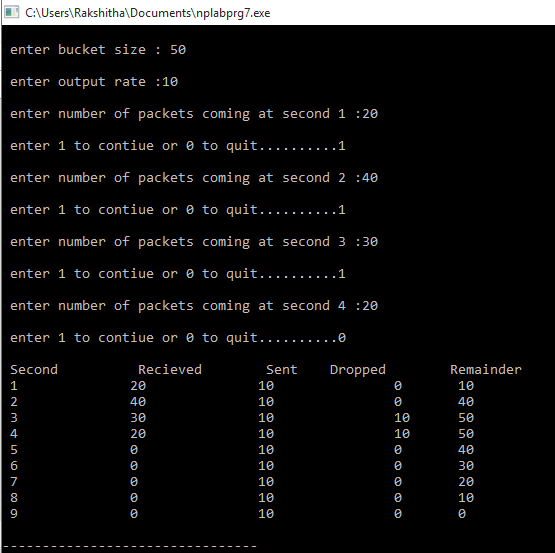 C:\Users\Rakshitha\Documents\nplabprg7.exe
enter bucket size : 50
enter output rate :10
enter number of packets coming at second 1 :20
enter 1 to contiue or 0 to quit..........1
enter number of packets coming at second 2 :40
enter 1 to contiue or 0 to quit..........1
enter number of packets coming at second 3 :30
enter 1 to contiue or 0 to quit..........1
enter number of packets coming at second 4 :20
enter 1 to contiue or 0 to quit..........0
Second Recieved Sent Dropped Remainder
1 20 10 0 10
2 40 10 0 40
3 30 10 10 50
4 20 10 10 50
5 0 10 0 40
6 0 10 0 30
7 0 10 0 20
8 0 10 0 10
9 0 10 0 0
--------------------------------